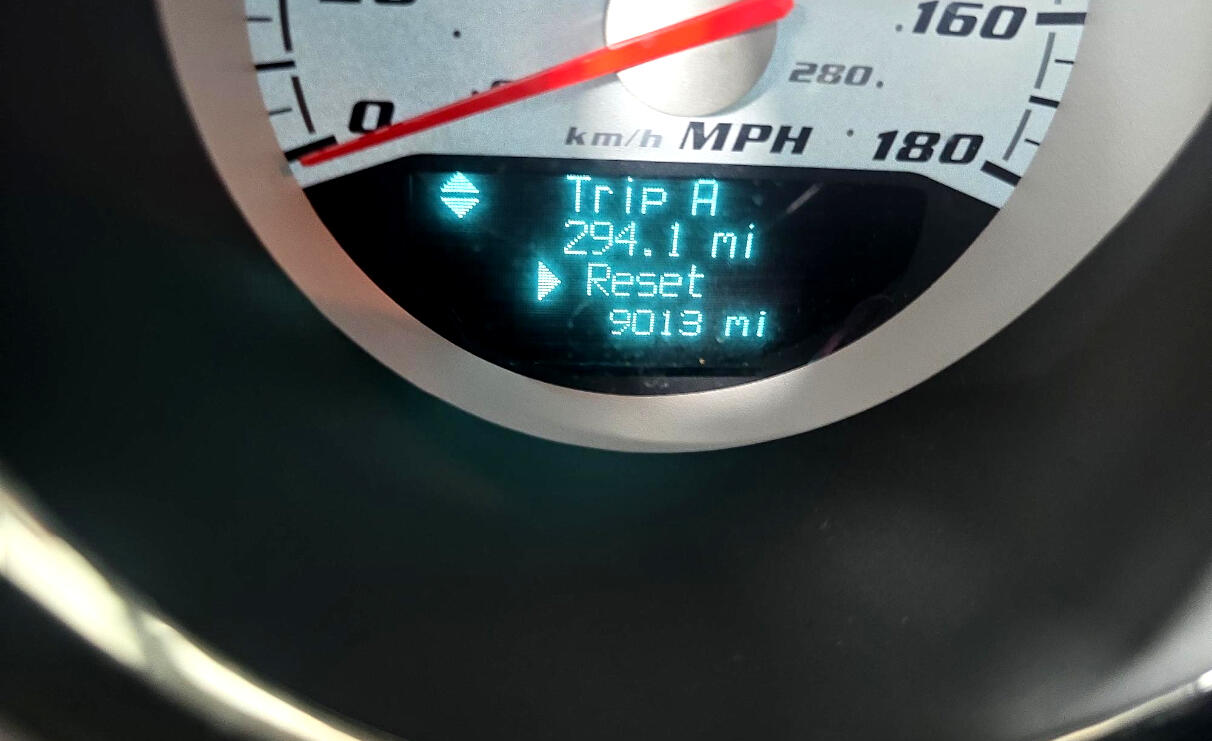 160
280
0
km/h MPH
180
Trip A
294.1 mi
Reset
9013 mi